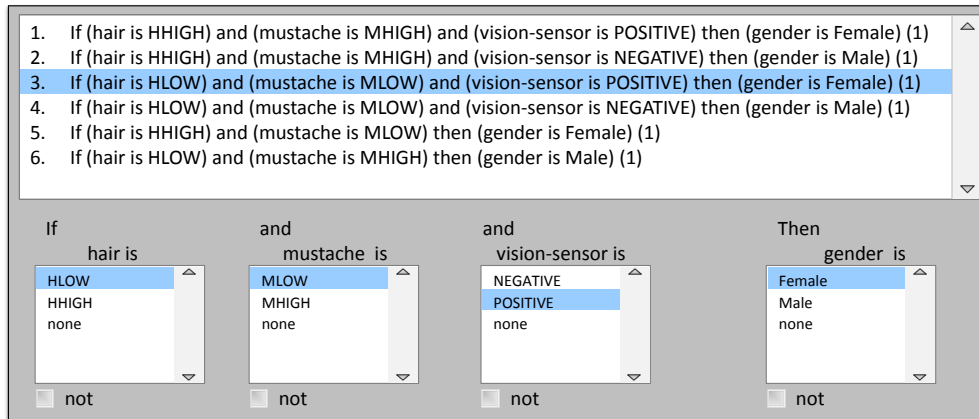 1. If (hair is HHIGH) and (mustache is MHIGH) and (vision-sensor is POSITIVE) then (gender is Female) (1)
2. If (hair is HHIGH) and (mustache is MHIGH) and (vision-sensor is NEGATIVE) then (gender is Male) (1)
3. If (hair is HLOW) and (mustache is MLOW) and (vision-sensor is POSITIVE) then (gender is Female) (1)
4. If (hair is HLOW) and (mustache is MLOW) and (vision-sensor is NEGATIVE) then (gender is Male) (1)
5. If (hair is HHIGH) and (mustache is MLOW) then (gender is Female) (1)
6. If (hair is HLOW) and (mustache is MHIGH) then (gender is Male) (1)
If and and Then
hair is mustache is vision-sensor is gender is
HLOW MLOW NEGATIVE Female
HHIGH MHIGH POSITIVE Male
none none none none
not not not not